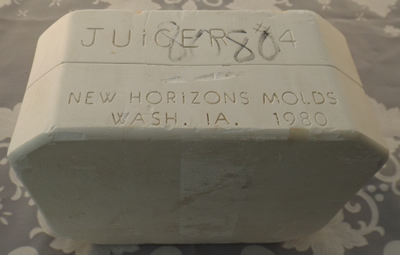 JUiCER #4
NEW HORIZONS MOLDS
WASH. IA. 1980